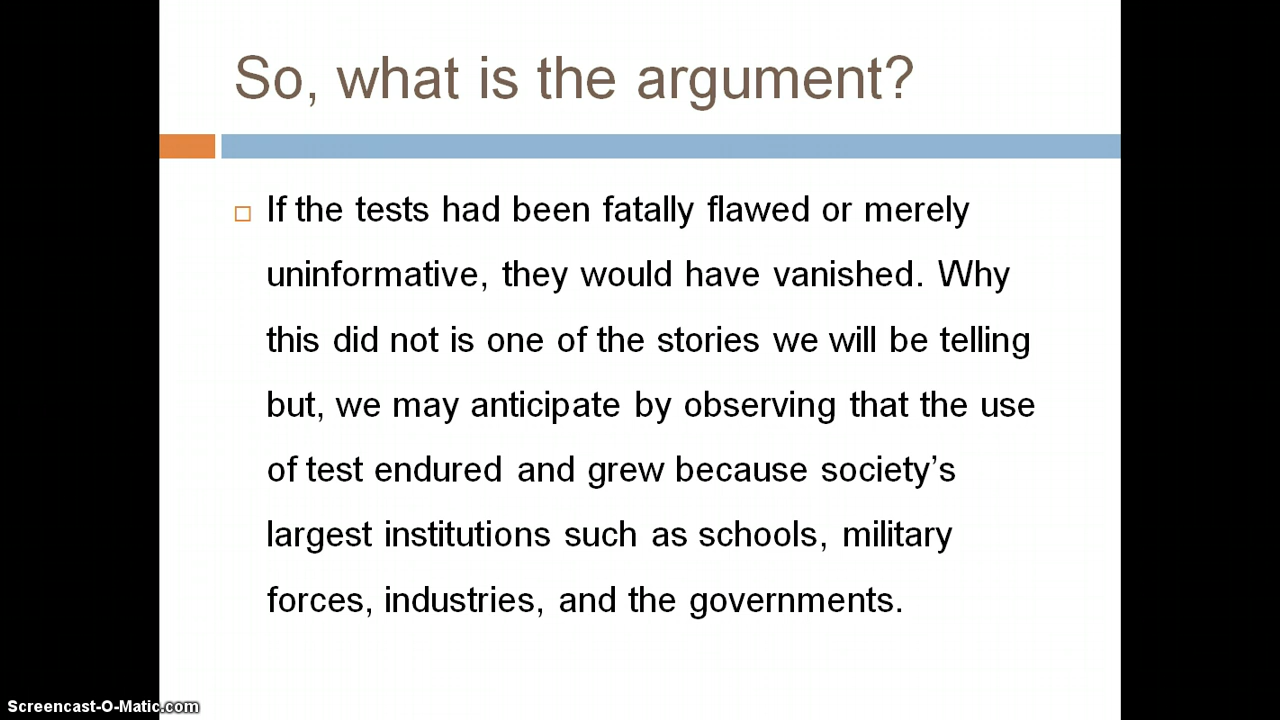 So, what is the argument?
If the tests had been fatally flawed or merely
uninformative, they would have vanished. Why
this did not is one of the stories we will be telling
but, we may anticipate by observing that the use
of test endured and grew because society’s
largest institutions such as schools, military
forces, industries, and the governments.
Screencast-O-Matic.com